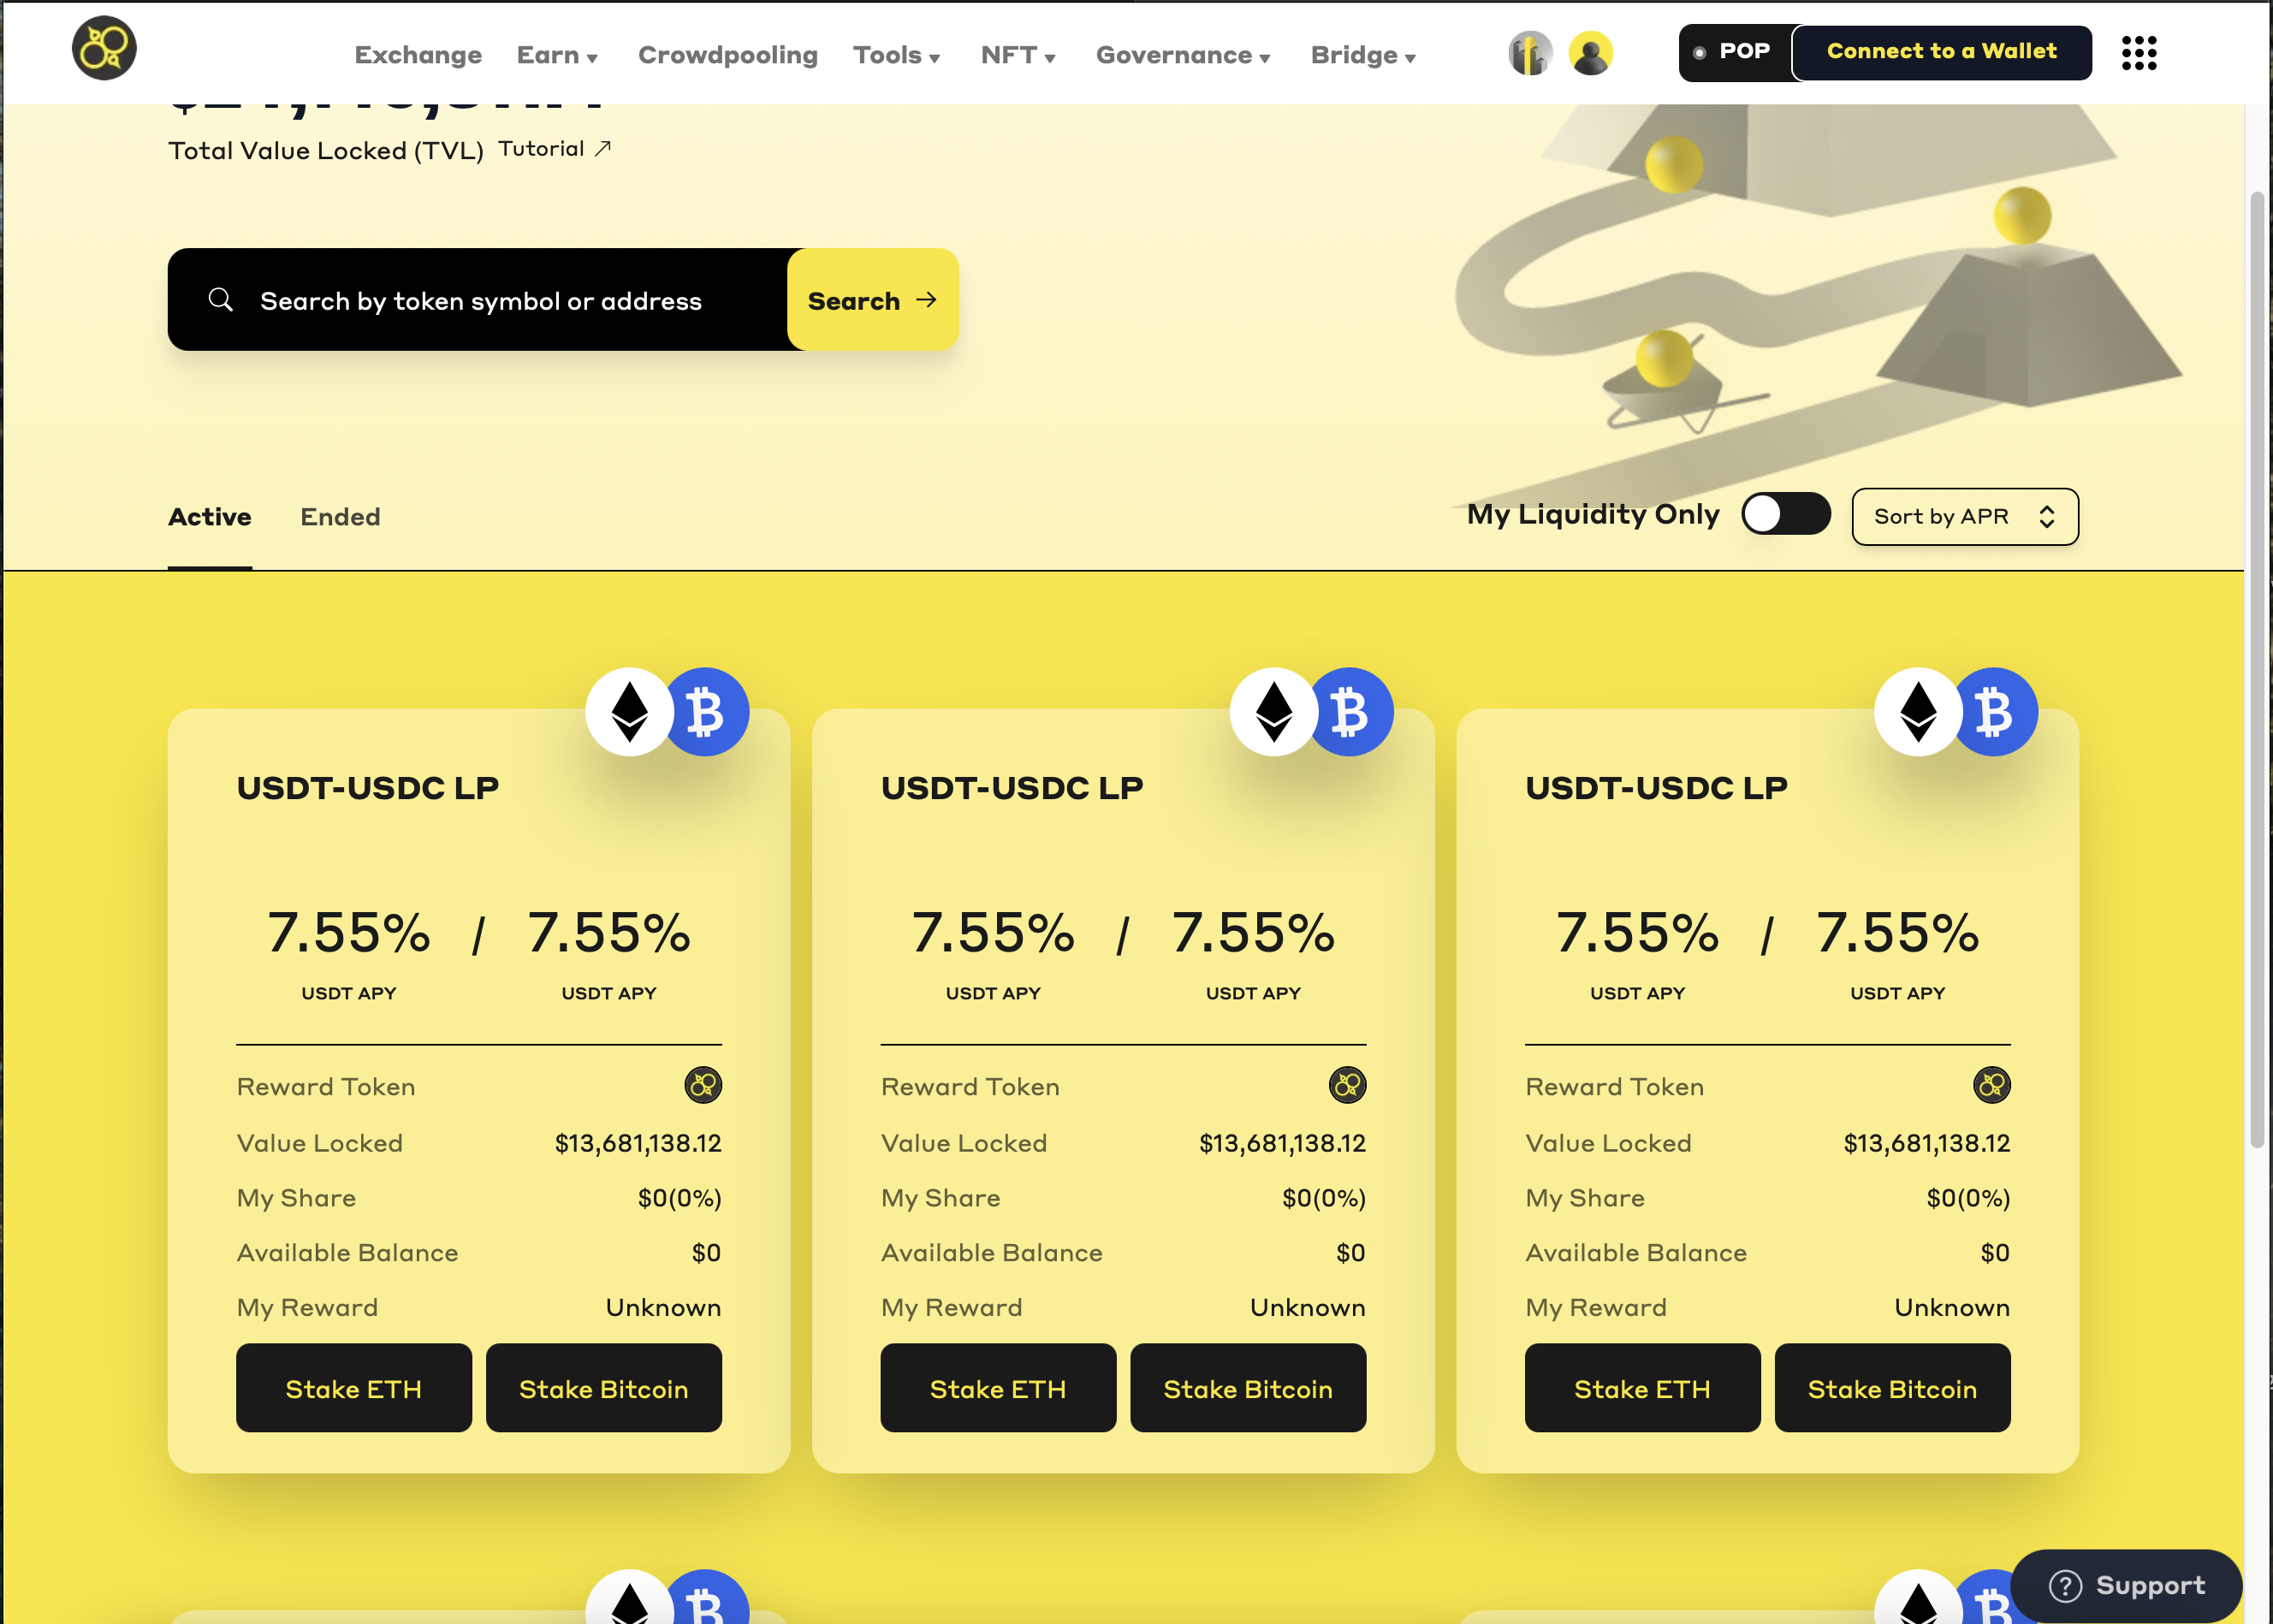 Exchange Earn Crowdpooling Tools NFT Governance Bridge POP Connect to a Wallet
Total Value Locked (TVL) Tutorial ↗
Search by token symbol or address Search →
Active Ended My Liquidity Only Sort by APR
USDT-USDC LP USDT-USDC LP USDT-USDC LP
7.55% / 7.55% 7.55% / 7.55% 7.55% / 7.55%
USDT APY USDT APY USDT APY USDT APY USDT APY USDT APY
Reward Token Reward Token Reward Token
Value Locked $13,681,138.12 Value Locked $13,681,138.12 Value Locked $13,681,138.12
My Share $0(0%) My Share $0(0%) My Share $0(0%)
Available Balance $0 Available Balance $0 Available Balance $0
My Reward Unknown My Reward Unknown My Reward Unknown
Stake ETH Stake Bitcoin Stake ETH Stake Bitcoin Stake ETH Stake Bitcoin
Support